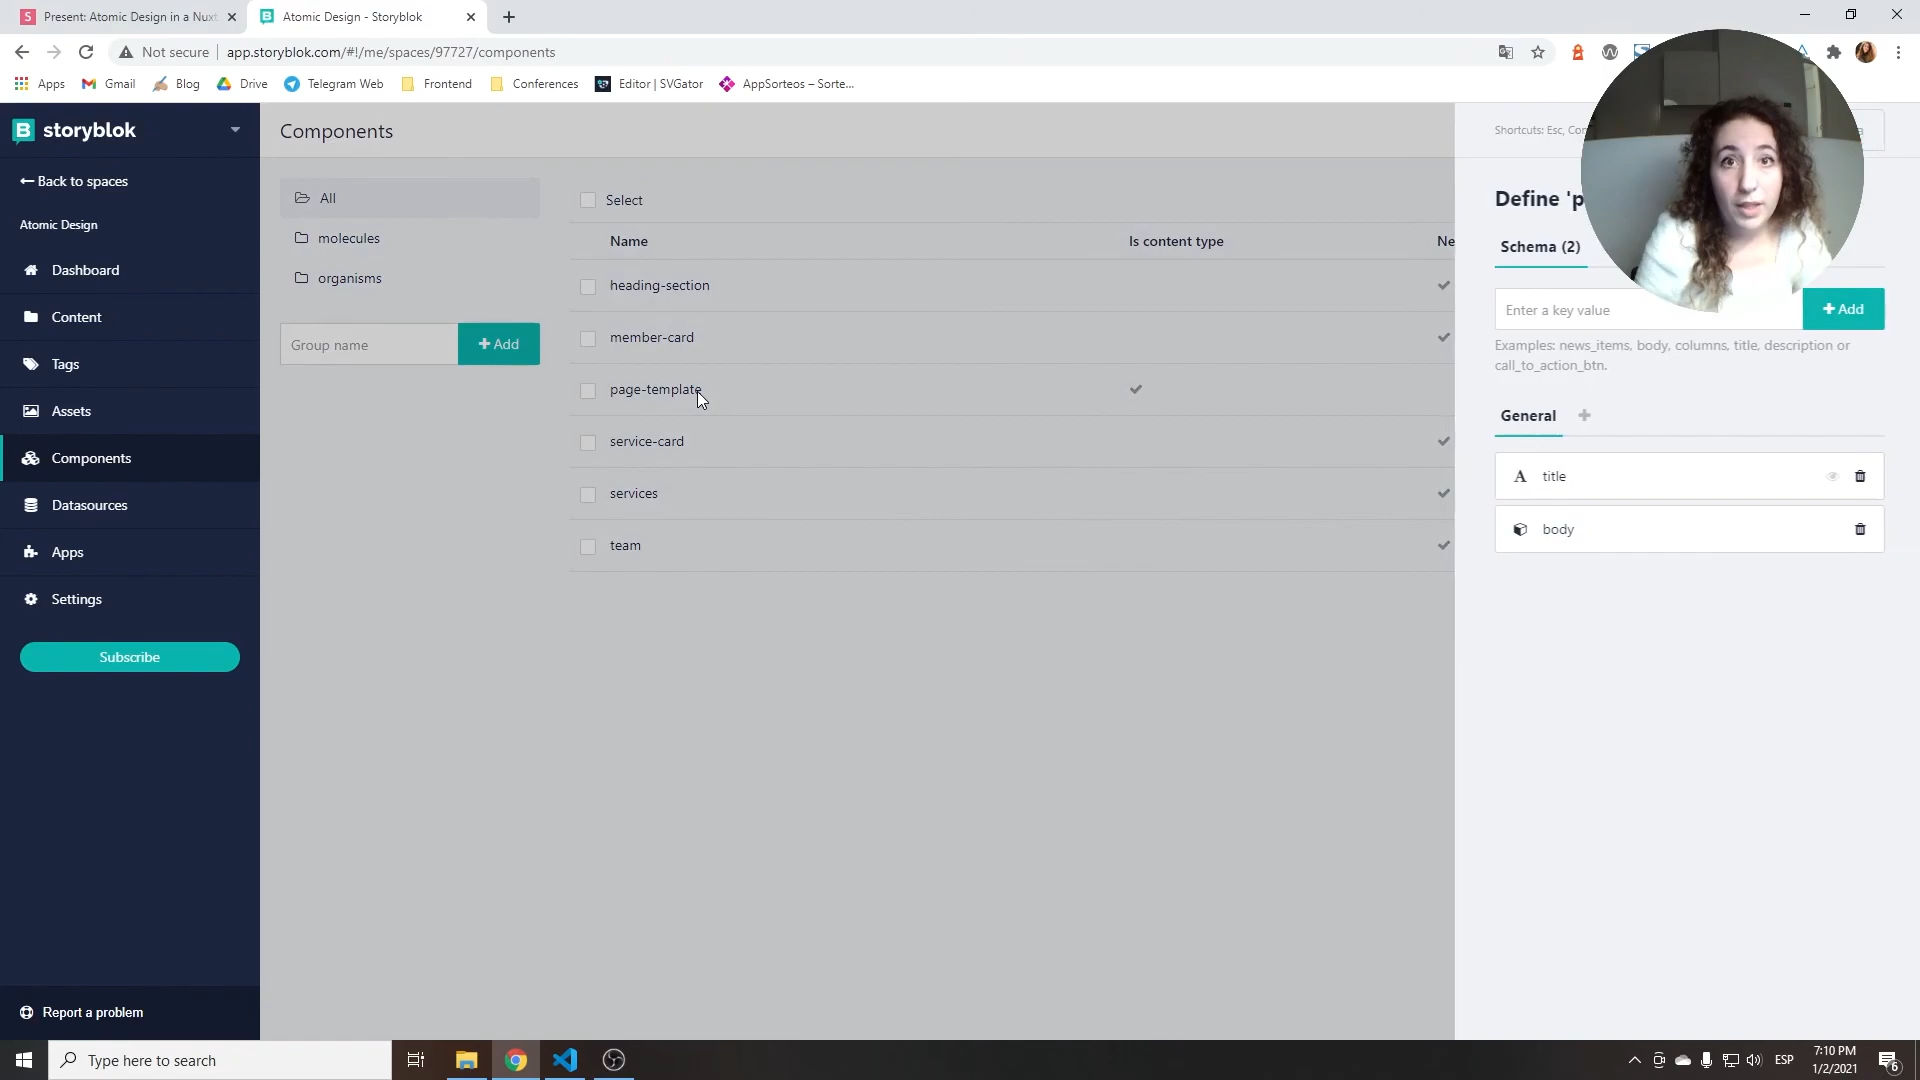 Present: Atomic Design in a Nuxt
Atomic Design - Storyblok
Not secure
app.storyblok.com/#!/me/spaces/97727/components
Apps
Gmail
Blog
Drive
Telegram Web
Frontend
Conferences
Editor | SVGator
AppSorteos – Sorte...
storyblok
Components
Shortcuts: Esc,
Back to spaces
Atomic Design
Dashboard
Content
Tags
Assets
Components
Datasources
Apps
Settings
Subscribe
Report a problem
All
molecules
organisms
Group name
Add
Select
Name
Is content type
Ne
heading-section
member-card
page-template
service-card
services
team
Define 'p
Schema (2)
Enter a key value
Add
Examples: news_items, body, columns, title, description or
call_to_action_btn.
General
title
body
Type here to search
ESP
7:10 PM
1/2/2021
6